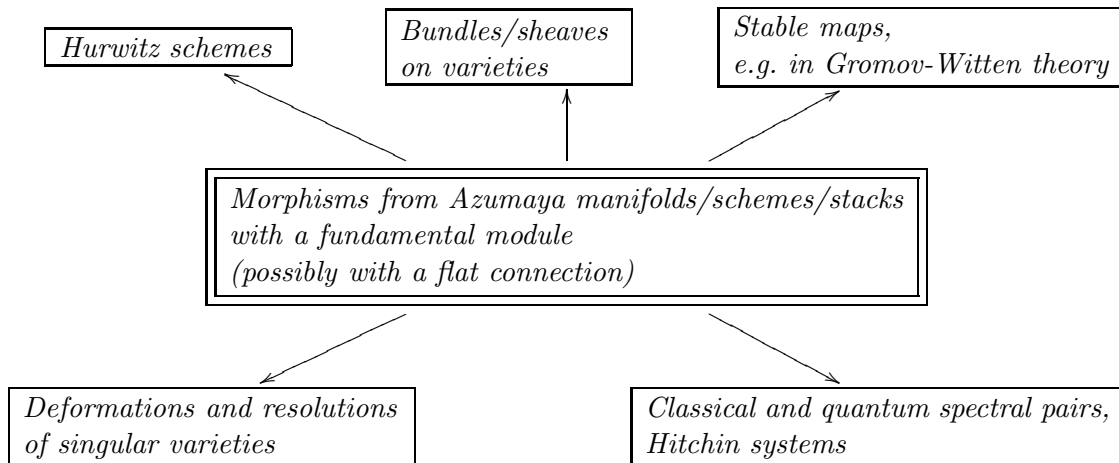 Hurwitz schemes
Bundles/sheaves
on varieties
Stable maps,
e.g. in Gromov-Witten theory
Morphisms from Azumaya manifolds/schemes/stacks
with a fundamental module
(possibly with a flat connection)
Deformations and resolutions
of singular varieties
Classical and quantum spectral pairs,
Hitchin systems